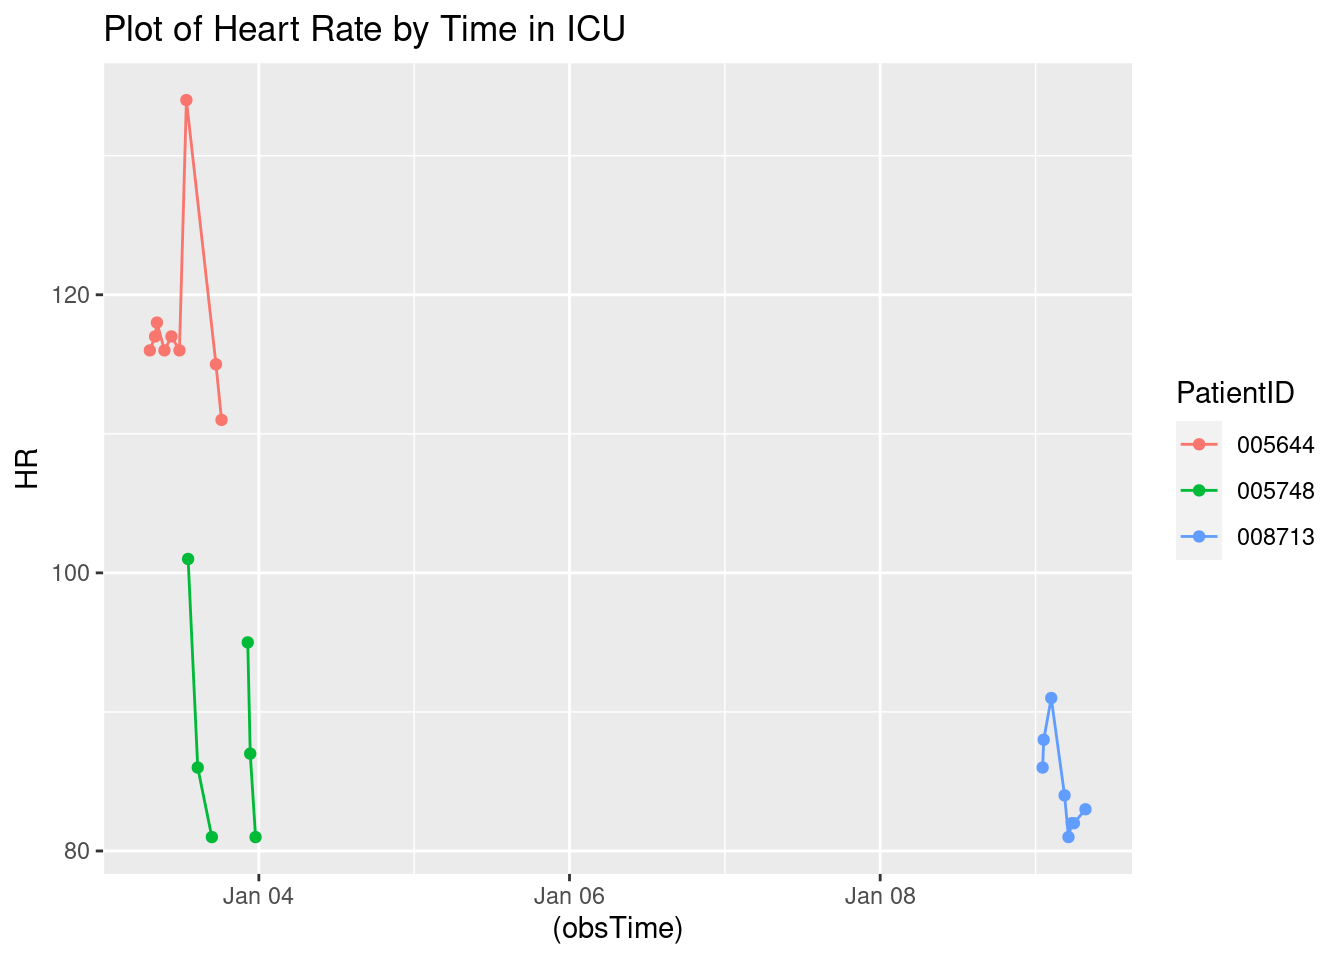 Plot of Heart Rate by Time in ICU
120
100
80
HR
Jan 04
Jan 06
Jan 08
(obsTime)
PatientID
005644
005748
008713